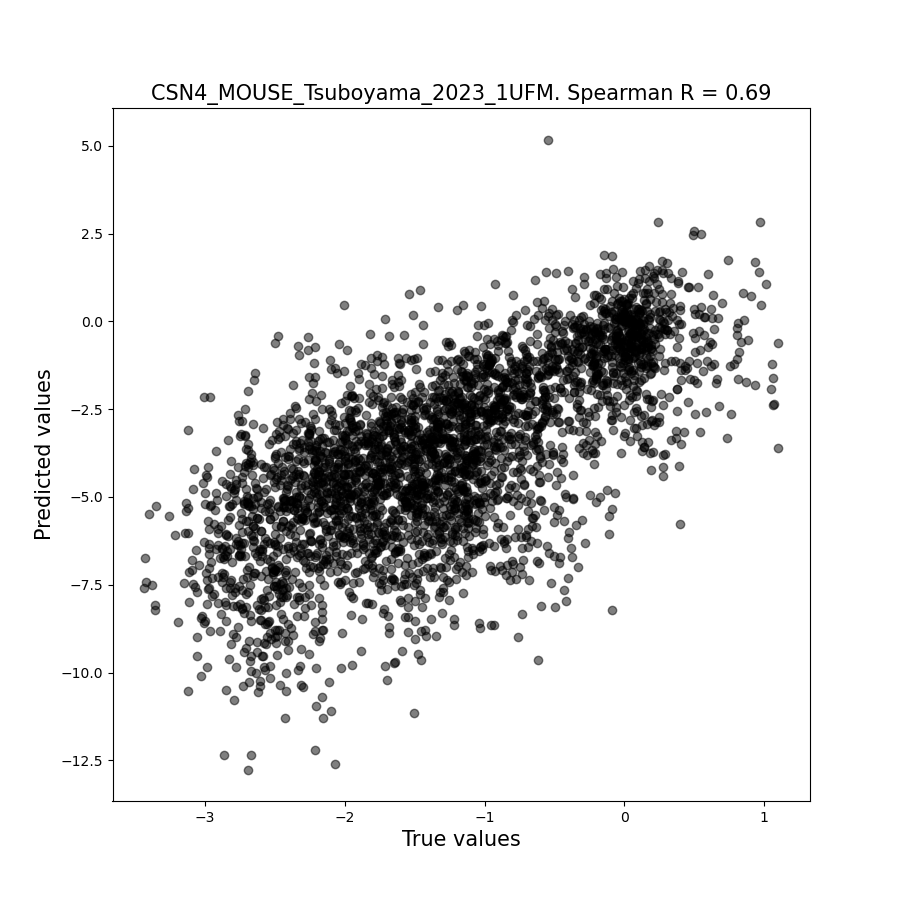 CSN4_MOUSE_Tsuboyama_2023_1UFM. Spearman R = 0.69
5.0
2.5
0.0
−2.5
−5.0
−7.5
−10.0
−12.5
Predicted values
−3 −2 −1 0 1
True values